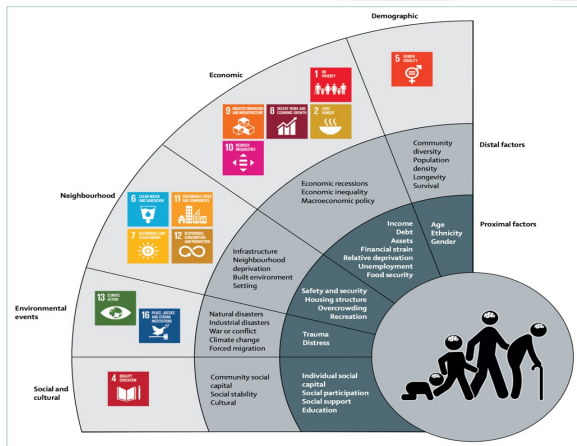 Demographic
5 GENDER EQUALITY
Economic
1 NO POVERTY
9 INDUSTRY, INNOVATION AND INFRASTRUCTURE
8 DECENT WORK AND ECONOMIC GROWTH
2 ZERO HUNGER
10 REDUCED INEQUALITIES
Distal factors
Community
diversity
Population
density
Longevity
Survival
Economic recessions
Economic inequality
Macroeconomic policy
Neighbourhood
6 CLEAN WATER AND SANITATION
11 SUSTAINABLE CITIES AND COMMUNITIES
7 AFFORDABLE AND CLEAN ENERGY
12 RESPONSIBLE CONSUMPTION AND PRODUCTION
Proximal factors
Age
Ethnicity
Gender
Income
Debt
Assets
Financial strain
Relative deprivation
Unemployment
Food security
Infrastructure
Neighbourhood
deprivation
Built environment
Setting
Safety and security
Housing structure
Overcrowding
Recreation
Environmental
events
13 CLIMATE ACTION
16 PEACE, JUSTICE AND STRONG INSTITUTIONS
Natural disasters
Industrial disasters
War or conflict
Climate change
Forced migration
Trauma
Distress
Social and
cultural
4 QUALITY EDUCATION
Community social
capital
Social stability
Cultural
Individual social
capital
Social participation
Social support
Education